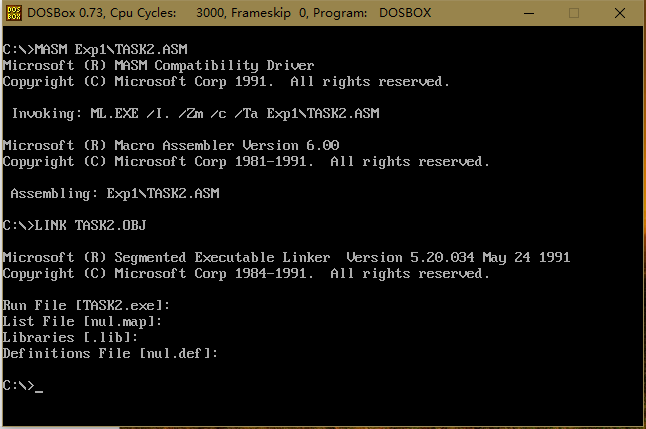 DOSBox 0.73, Cpu Cycles: 3000, Frameskip 0, Program: DOSBOX
C:\>MASM Exp1\TASK2.ASM
Microsoft (R) MASM Compatibility Driver
Copyright (C) Microsoft Corp 1991. All rights reserved.
Invoking: ML.EXE /I. /Zm /c /Ta Exp1\TASK2.ASM
Microsoft (R) Macro Assembler Version 6.00
Copyright (C) Microsoft Corp 1981-1991. All rights reserved.
Assembling: Exp1\TASK2.ASM
C:\>LINK TASK2.OBJ
Microsoft (R) Segmented Executable Linker Version 5.20.034 May 24 1991
Copyright (C) Microsoft Corp 1984-1991. All rights reserved.
Run File [TASK2.exe]:
List File [nul.map]:
Libraries [.lib]:
Definitions File [nul.def]:
C:\>_